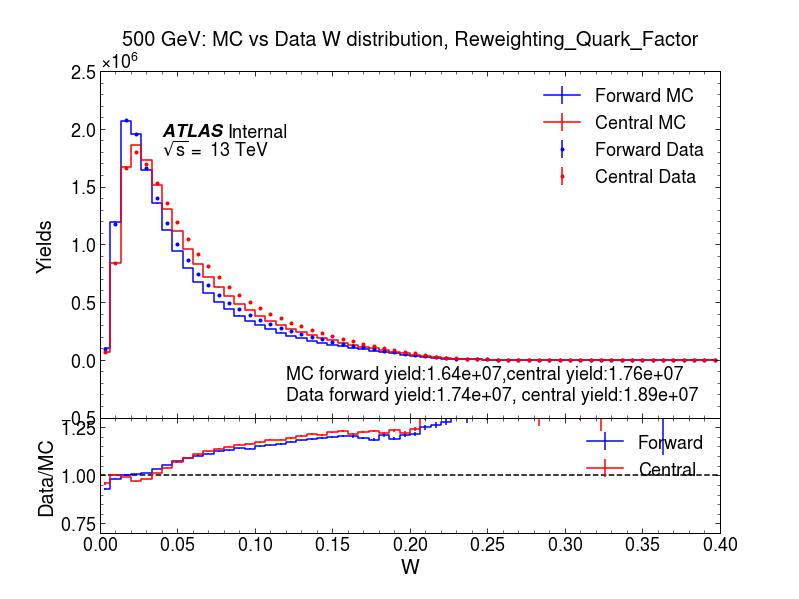 500 GeV: MC vs Data W distribution, Reweighting_Quark_Factor
×10⁶
2.5
2.0
1.5
1.0
0.5
0.0
0.5
Yields
ATLAS Internal
√s = 13 TeV
Forward MC
Central MC
Forward Data
Central Data
MC forward yield:1.64e+07,central yield:1.76e+07
Data forward yield:1.74e+07, central yield:1.89e+07
1.25
1.00
0.75
Data/MC
Forward
Central
0.00 0.05 0.10 0.15 0.20 0.25 0.30 0.35 0.40
W